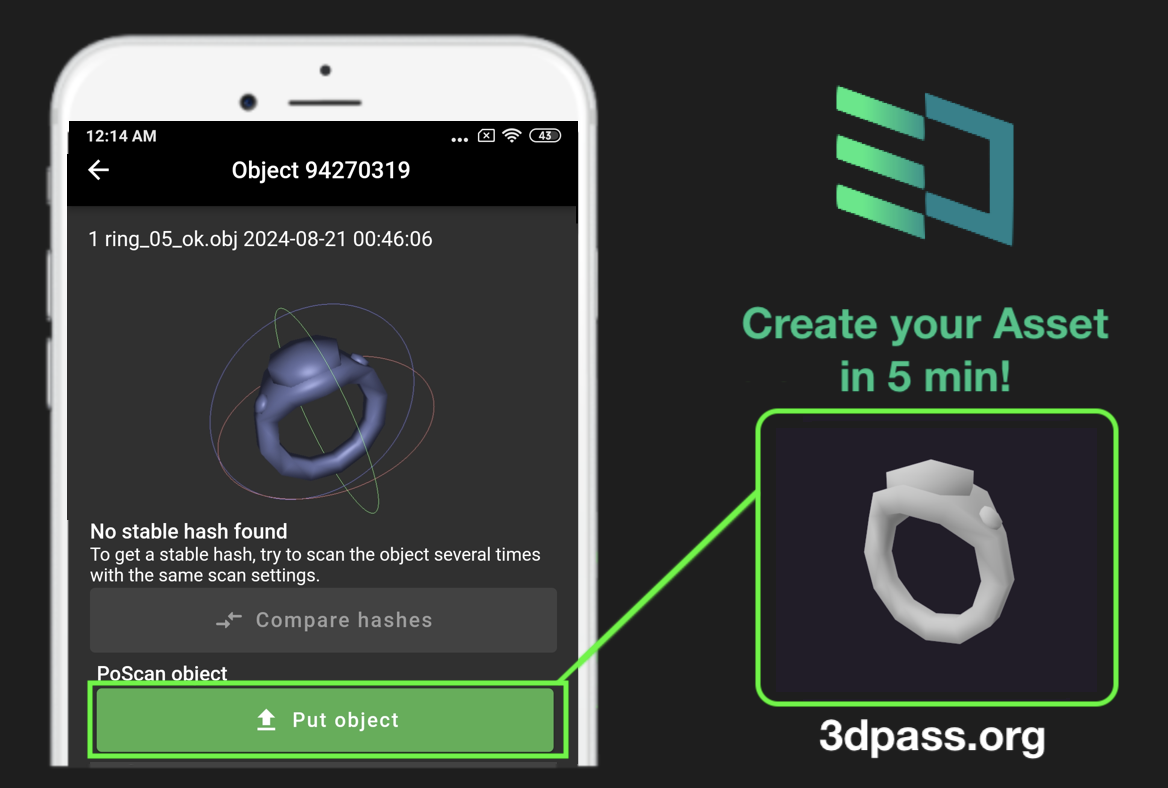 12:14 AM
43
Object 94270319
1 ring_05_ok.obj 2024-08-21 00:46:06
No stable hash found
To get a stable hash, try to scan the object several times
with the same scan settings.
Compare hashes
PoScan object
Put object
Create your Asset
in 5 min!
3dpass.org